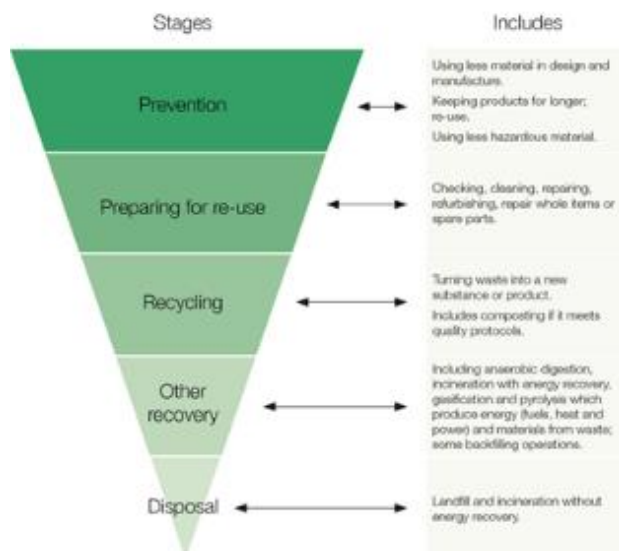 Stages
Includes
Prevention
Using less material in design and
manufacture.
Keeping products for longer;
re-use.
Using less hazardous material.
Preparing for re-use
Checking, cleaning, repairing,
refurbishing, repair whole items or
spare parts.
Recycling
Turning waste into a new
substance or product.
Includes composting if it meets
quality protocols.
Other
recovery
Including anaerobic digestion,
incineration with energy recovery,
gasification and pyrolysis which
produce energy (fuels, heat and
power) and materials from waste;
some backfilling operations.
Disposal
Landfill and incineration without
energy recovery.